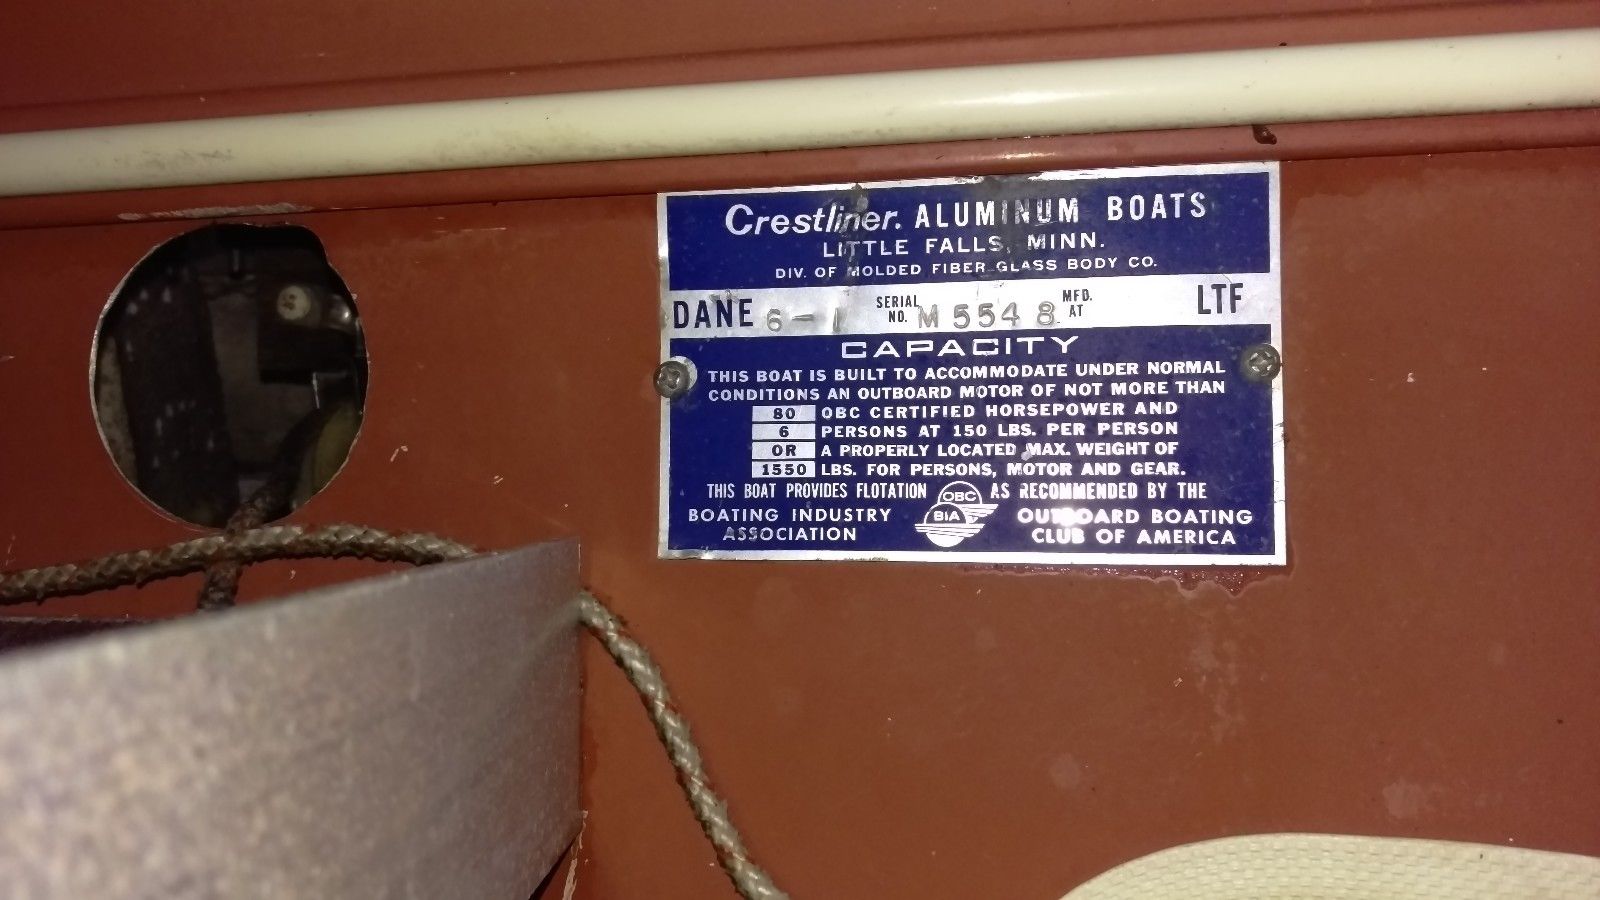 Crestliner. ALUMINUM BOATS
LITTLE FALLS, MINN.
DIV. OF MOLDED FIBER GLASS BODY CO.
DANE 6-1 SERIAL NO. M 5548 MFD. AT LTF
CAPACITY
THIS BOAT IS BUILT TO ACCOMMODATE UNDER NORMAL
CONDITIONS AN OUTBOARD MOTOR OF NOT MORE THAN
80 OBC CERTIFIED HORSEPOWER AND
6 PERSONS AT 150 LBS. PER PERSON
OR A PROPERLY LOCATED MAX. WEIGHT OF
1550 LBS. FOR PERSONS, MOTOR AND GEAR.
THIS BOAT PROVIDES FLOTATION OBC AS RECOMMENDED BY THE
BOATING INDUSTRY BIA OUTBOARD BOATING
ASSOCIATION CLUB OF AMERICA